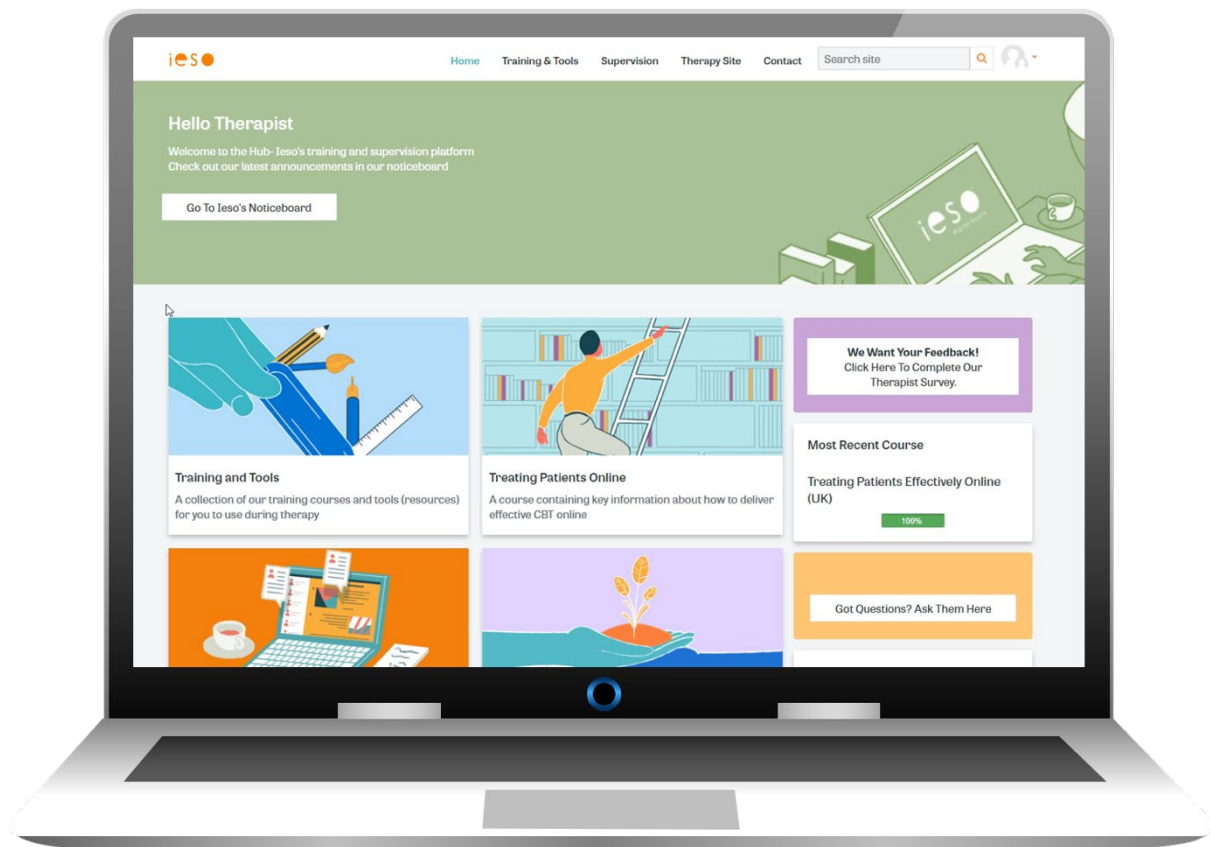 ieso
Home Training & Tools Supervision Therapy Site Contact Search site
Hello Therapist
Welcome to the Hub- Ieso's training and supervision platform
Check out our latest announcements in our noticeboard
Go To Ieso's Noticeboard
ieso
Training and Tools
A collection of our training courses and tools (resources)
for you to use during therapy
Treating Patients Online
A course containing key information about how to deliver
effective CBT online
We Want Your Feedback!
Click Here To Complete Our
Therapist Survey.
Most Recent Course
Treating Patients Effectively Online
(UK)
100%
Got Questions? Ask Them Here